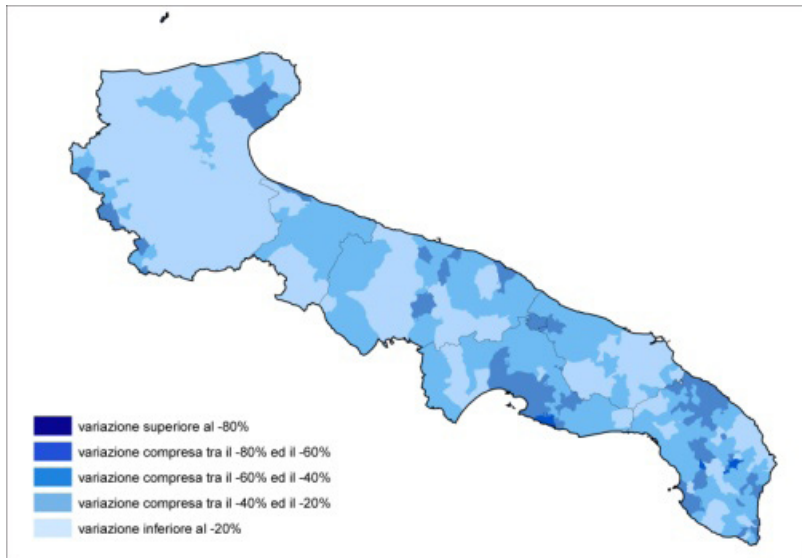 variazione superiore al -80%
variazione compresa tra il -80% ed il -60%
variazione compresa tra il -60% ed il -40%
variazione compresa tra il -40% ed il -20%
variazione inferiore al -20%